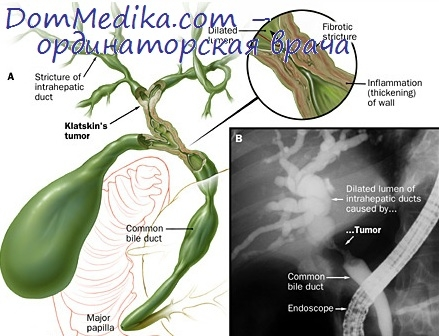 DomMedika.com –
ординаторская врача
A
Stricture of
intrahepatic
duct
Dilated
lumen
Fibrotic
stricture
Inflammation
(thickening)
of wall
Klatskin's
tumor
Common
bile duct
Major
papilla
B
Dilated lumen of
intrahepatic ducts
caused by...
...Tumor
Common
bile duct
Endoscope